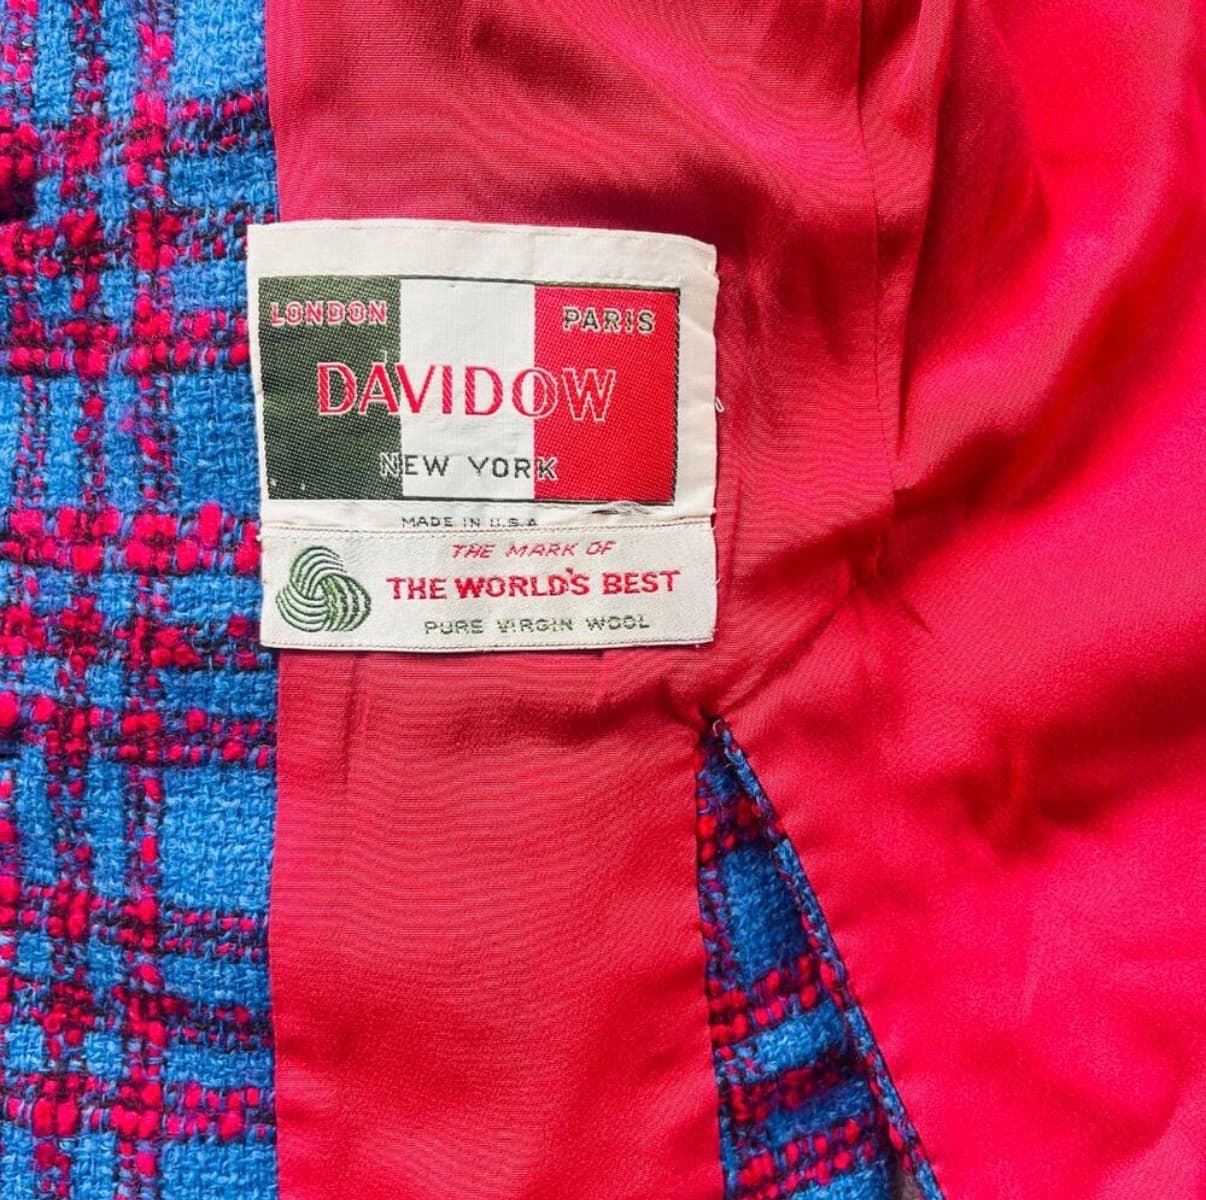 LONDON PARIS
DAVIDOW
NEW YORK
MADE IN U.S.A
THE MARK OF
THE WORLD'S BEST
PURE VIRGIN WOOL